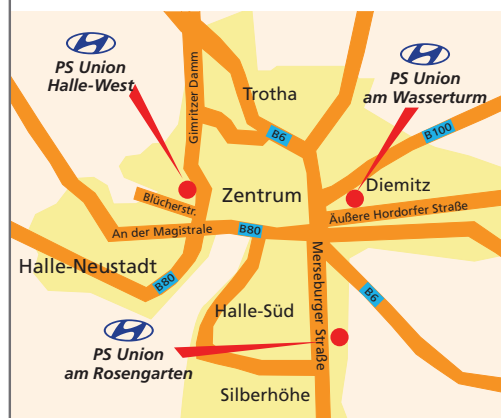 PS Union
Halle-West
PS Union
am Wasserturm
Gimritzer Damm
Trotha
B6
B100
Zentrum
Diemitz
Blücherstr.
Äußere Hordorfer Straße
An der Magistrale
B80
Halle-Neustadt
B80
Merseburger Straße
B6
Halle-Süd
PS Union
am Rosengarten
Silberhöhe